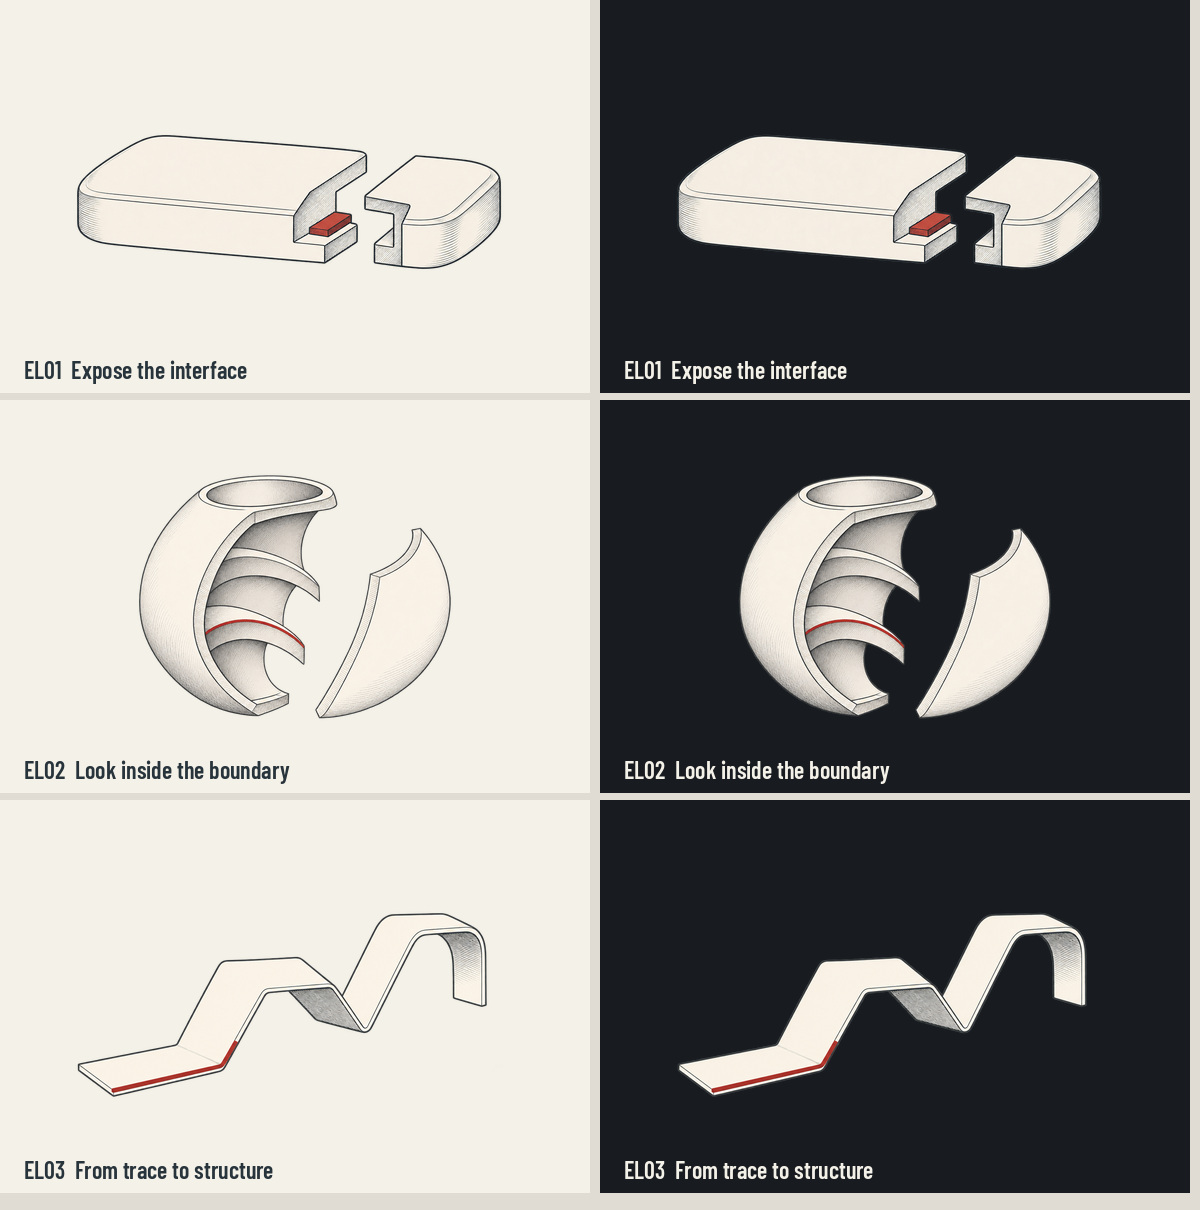 EL01 Expose the interface
EL01 Expose the interface
EL02 Look inside the boundary
EL02 Look inside the boundary
EL03 From trace to structure
EL03 From trace to structure